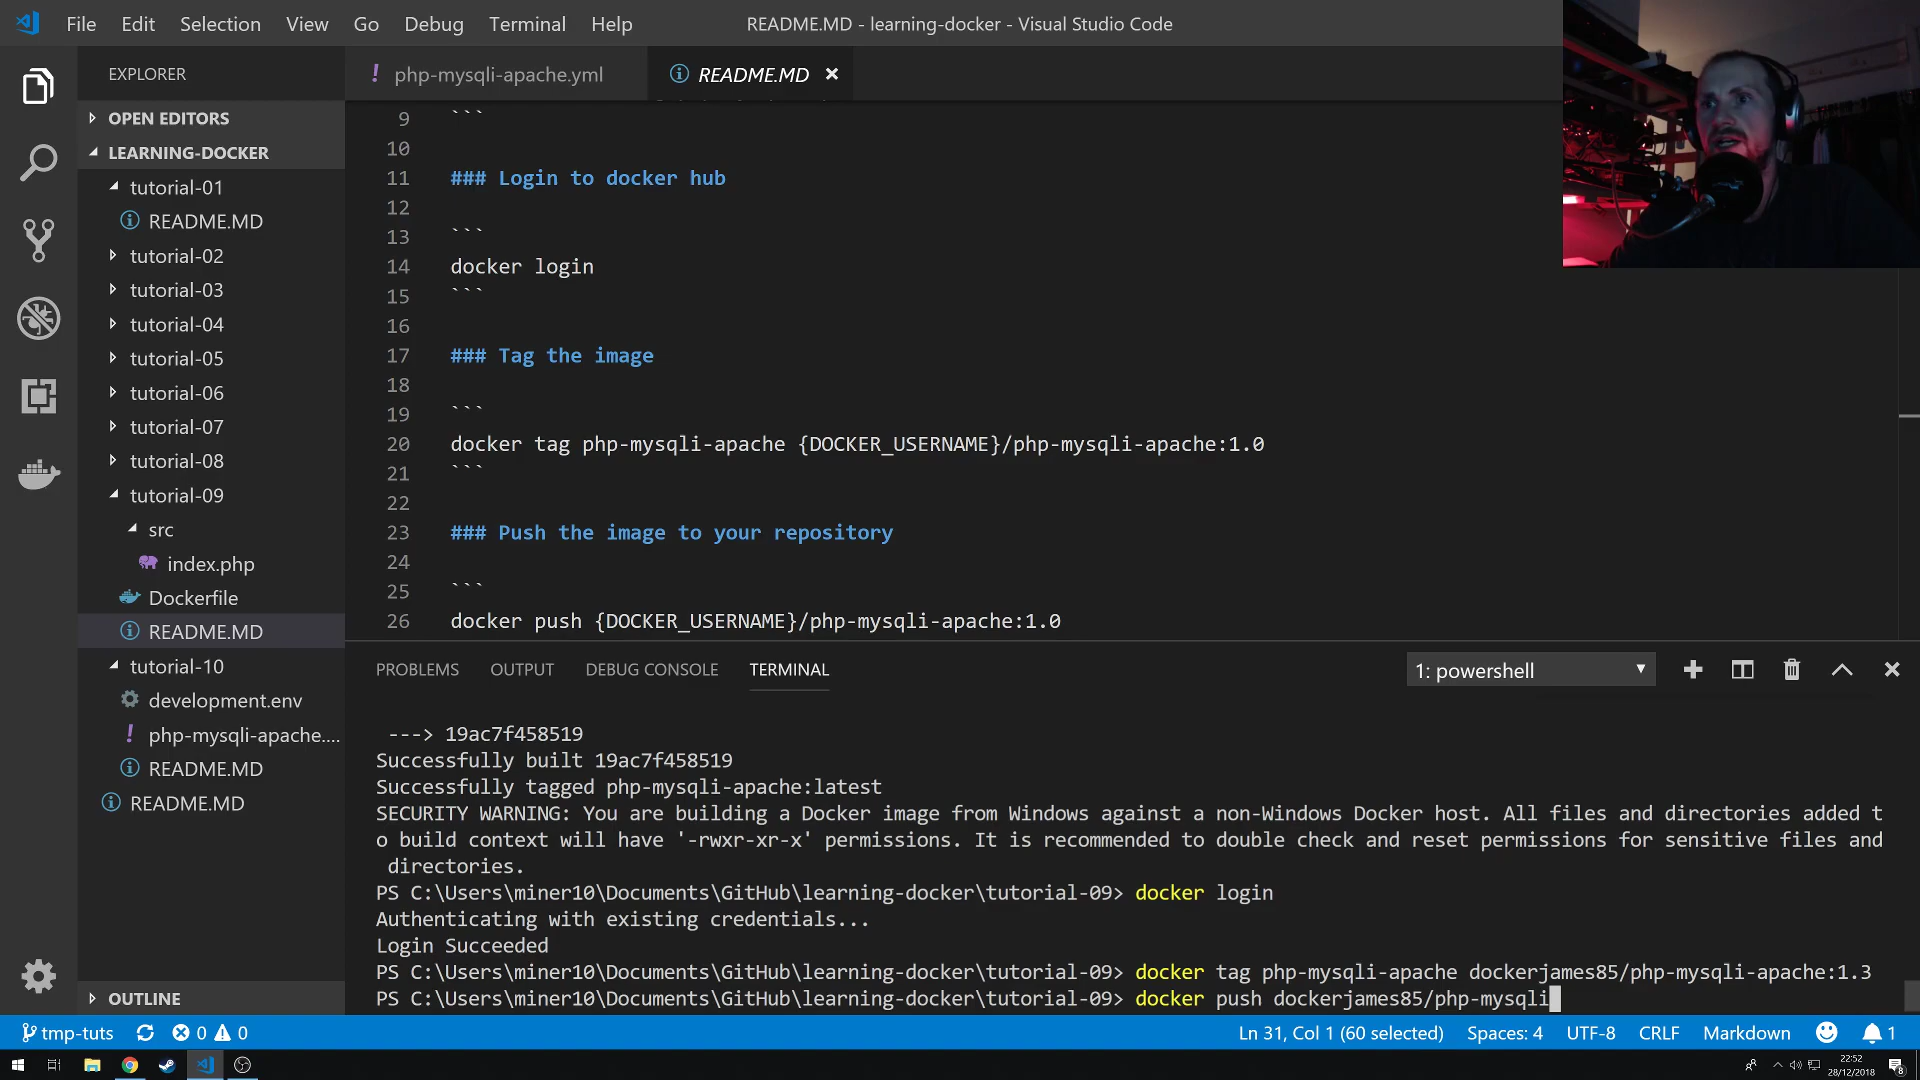 File Edit Selection View Go Debug Terminal Help
README.MD - learning-docker - Visual Studio Code
EXPLORER
OPEN EDITORS
LEARNING-DOCKER
tutorial-01
README.MD
tutorial-02
tutorial-03
tutorial-04
tutorial-05
tutorial-06
tutorial-07
tutorial-08
tutorial-09
src
index.php
Dockerfile
README.MD
tutorial-10
development.env
php-mysqli-apache....
README.MD
README.MD
OUTLINE
php-mysqli-apache.yml
README.MD
9 ```
10
11 ### Login to docker hub
12
13 ```
14 docker login
15 ```
16
17 ### Tag the image
18
19 ```
20 docker tag php-mysqli-apache {DOCKER_USERNAME}/php-mysqli-apache:1.0
21 ```
22
23 ### Push the image to your repository
24
25 ```
26 docker push {DOCKER_USERNAME}/php-mysqli-apache:1.0
PROBLEMS OUTPUT DEBUG CONSOLE TERMINAL
1: powershell
---> 19ac7f458519
Successfully built 19ac7f458519
Successfully tagged php-mysqli-apache:latest
SECURITY WARNING: You are building a Docker image from Windows against a non-Windows Docker host. All files and directories added t
o build context will have '-rwxr-xr-x' permissions. It is recommended to double check and reset permissions for sensitive files and
directories.
PS C:\Users\miner10\Documents\GitHub\learning-docker\tutorial-09> docker login
Authenticating with existing credentials...
Login Succeeded
PS C:\Users\miner10\Documents\GitHub\learning-docker\tutorial-09> docker tag php-mysqli-apache dockerjames85/php-mysqli-apache:1.3
PS C:\Users\miner10\Documents\GitHub\learning-docker\tutorial-09> docker push dockerjames85/php-mysqli
tmp-tuts 0 0
Ln 31, Col 1 (60 selected) Spaces: 4 UTF-8 CRLF Markdown 1
22:52
28/12/2018
8